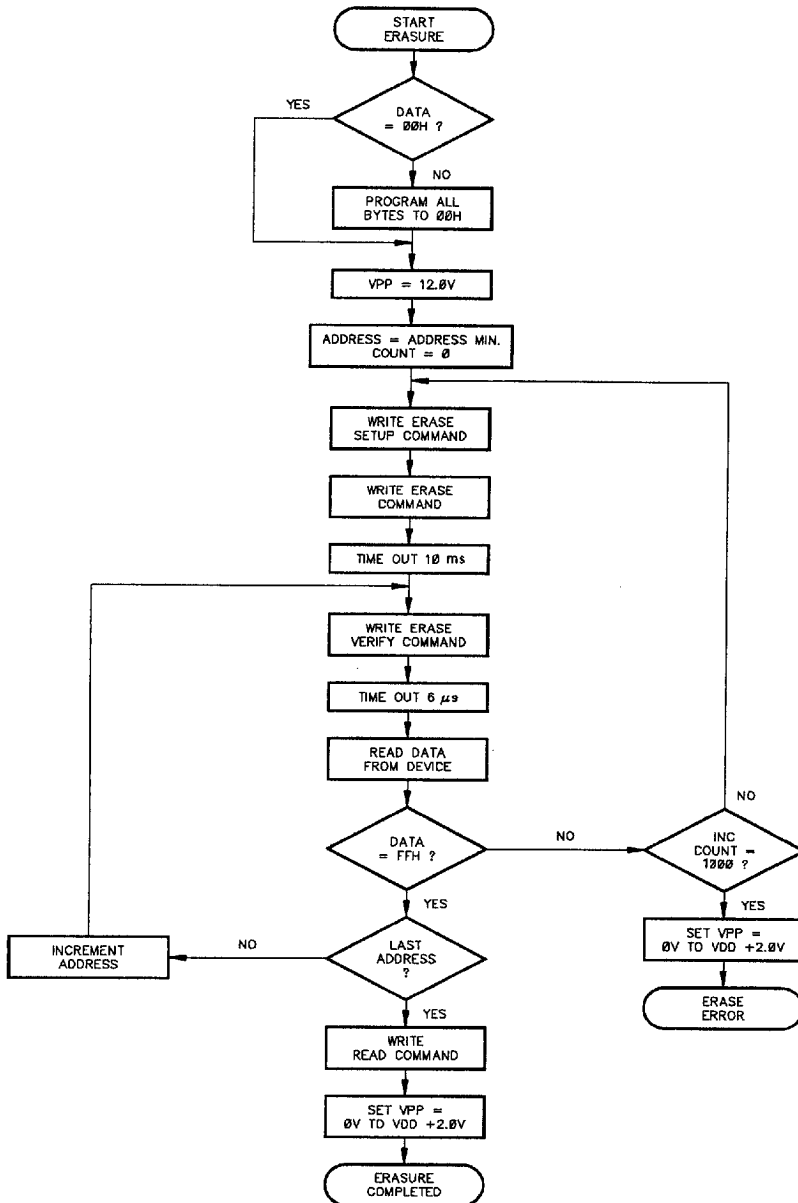 START
ERASURE
YES
DATA
= 00H ?
NO
PROGRAM ALL
BYTES TO 00H
VPP = 12.0V
ADDRESS = ADDRESS MIN.
COUNT = 0
WRITE ERASE
SETUP COMMAND
WRITE ERASE
COMMAND
TIME OUT 10 ms
WRITE ERASE
VERIFY COMMAND
TIME OUT 6 µs
READ DATA
FROM DEVICE
DATA
= FFH ?
NO
INC
COUNT =
1000 ?
NO
YES
YES
SET VPP =
0V TO VDD +2.0V
ERASE
ERROR
LAST
ADDRESS
?
NO
INCREMENT
ADDRESS
YES
WRITE
READ COMMAND
SET VPP =
0V TO VDD +2.0V
ERASURE
COMPLETED